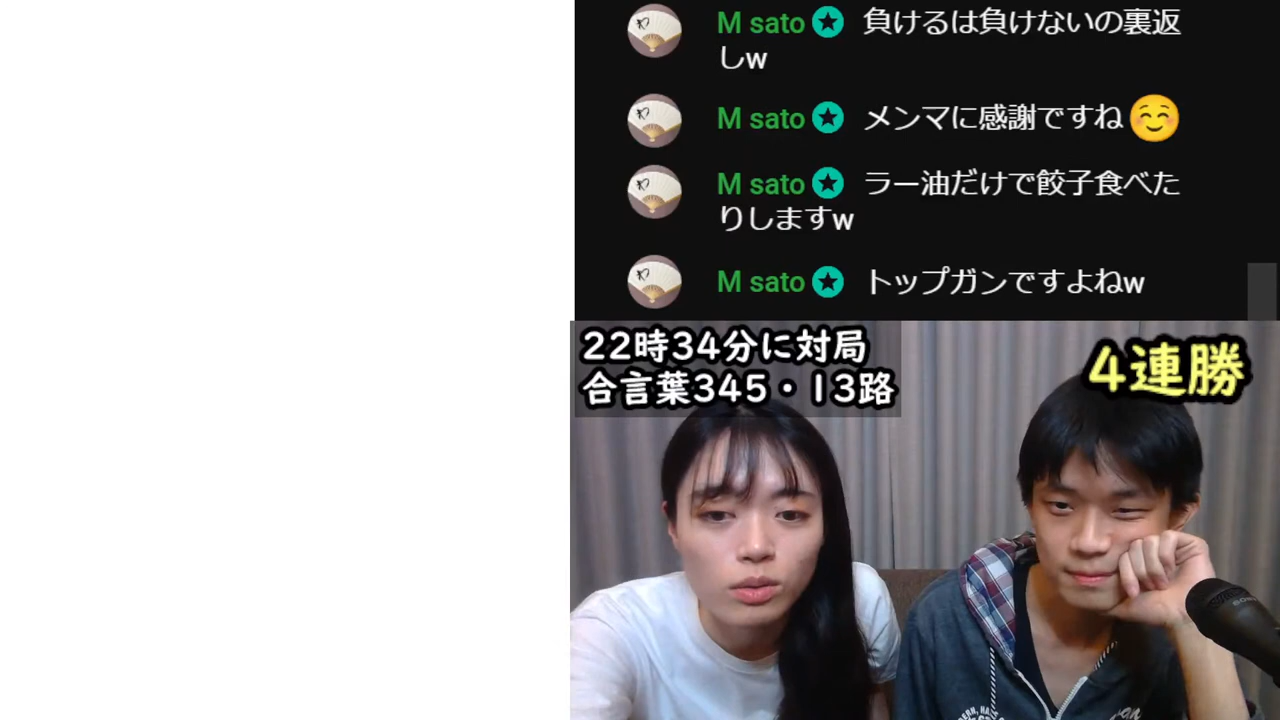 M sato 負けるは負けないの裏返
しw
M sato メンマに感謝ですね
M sato ラー油だけで餃子食べた
りしますw
M sato トップガンですよねw
22時34分に対局
合言葉345・13路
4連勝